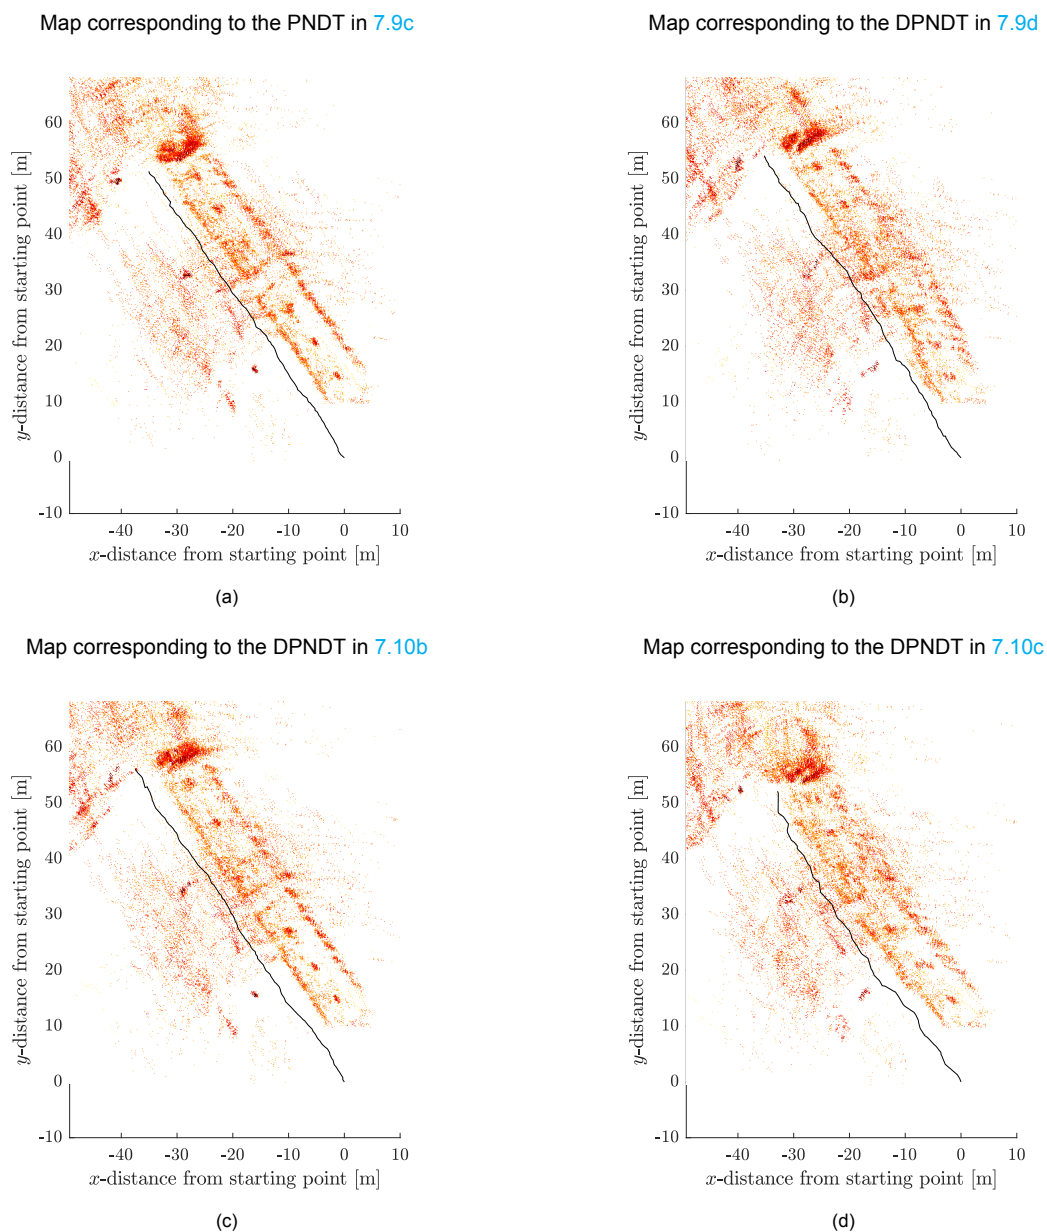 Map corresponding to the PNDT in 7.9c
60
50
40
30
20
10
0
-10
y-distance from starting point [m]
-40 -30 -20 -10 0 10
x-distance from starting point [m]
(a)
Map corresponding to the DPNDT in 7.9d
60
50
40
30
20
10
0
-10
y-distance from starting point [m]
-40 -30 -20 -10 0 10
x-distance from starting point [m]
(b)
Map corresponding to the DPNDT in 7.10b
60
50
40
30
20
10
0
-10
y-distance from starting point [m]
-40 -30 -20 -10 0 10
x-distance from starting point [m]
(c)
Map corresponding to the DPNDT in 7.10c
60
50
40
30
20
10
0
-10
y-distance from starting point [m]
-40 -30 -20 -10 0 10
x-distance from starting point [m]
(d)